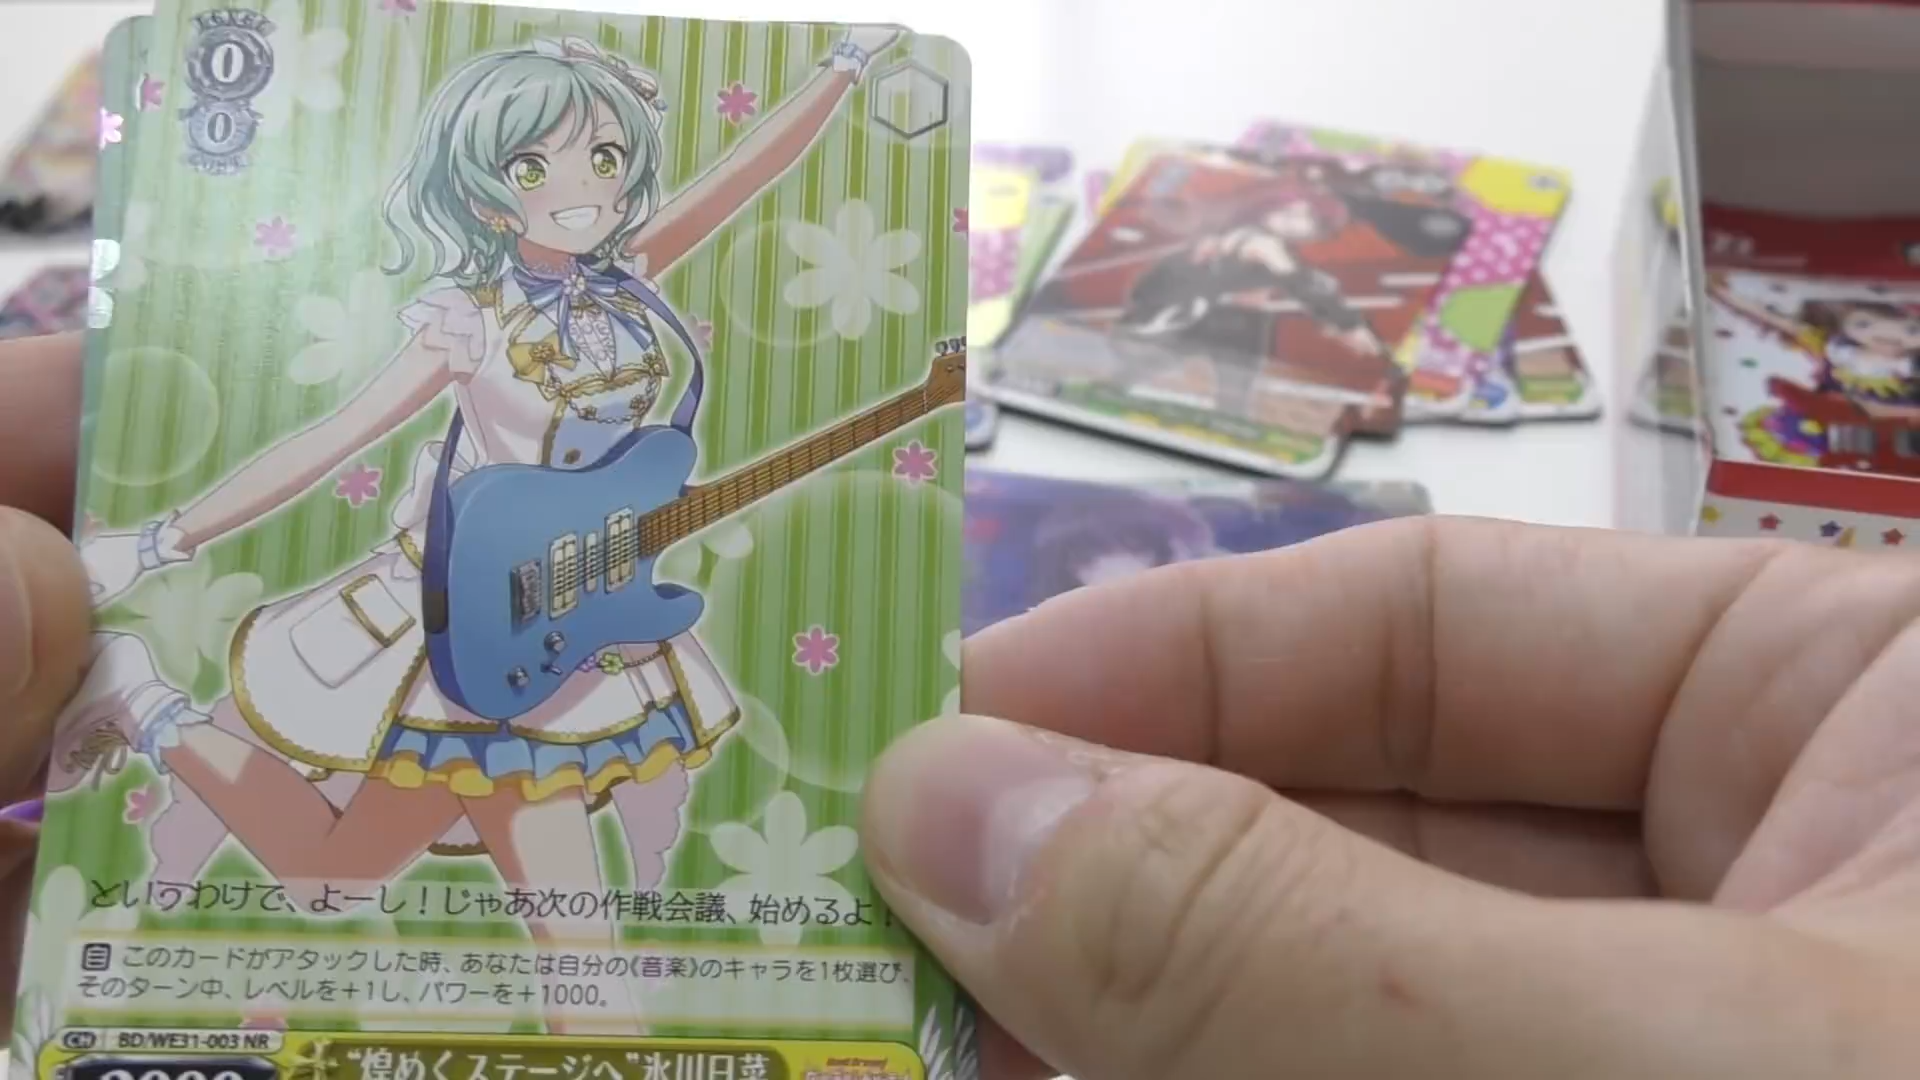 LEVEL
0
0
COST
というわけで、よーし！じゃあ次の作戦会議、始めるよ！
自 このカードがアタックした時、あなたは自分の《音楽》のキャラを1枚選び、
そのターン中、レベルを＋1し、パワーを＋1000。
CH BD/WE31-003 NR
“煌めくステージへ”氷川日菜